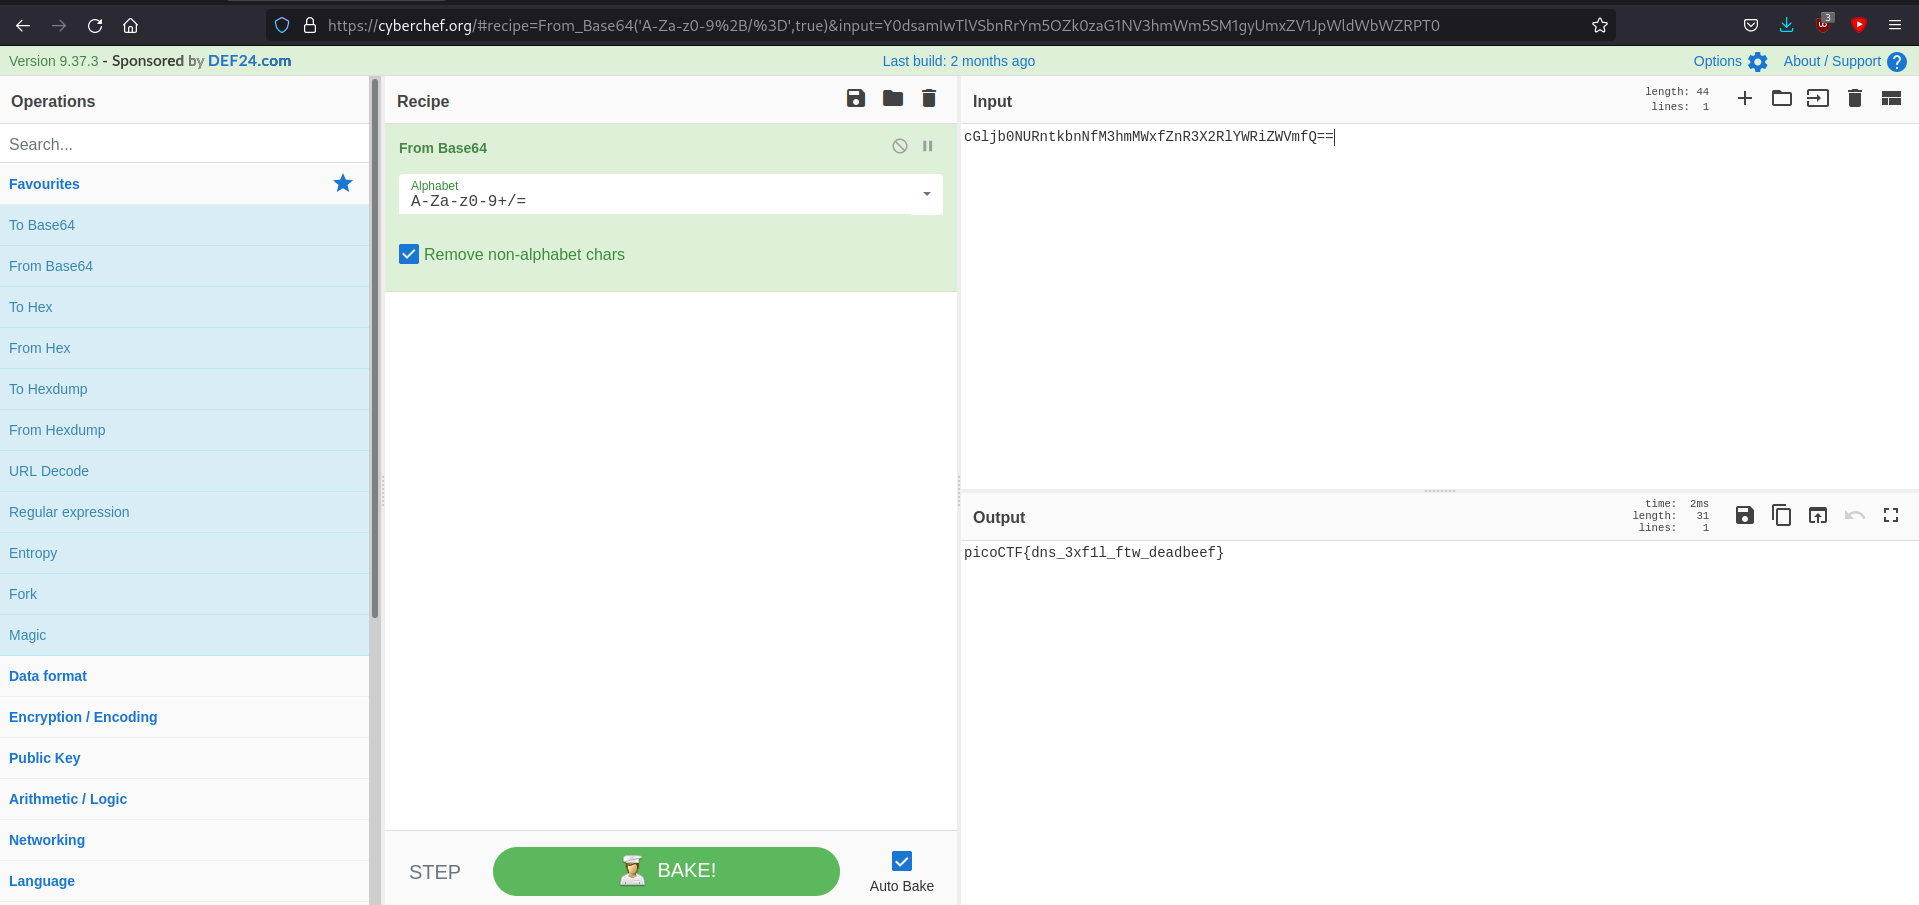 https://cyberchef.org/#recipe=From_Base64('A-Za-z0-9%2B/%3D',true)&input=Y0dsamIwTlVSbnRrYm5OZk0zaG1NV3hmWm5SM1gyUmxZV1JpWldWbWZRPT0
3
Version 9.37.3 - Sponsored by DEF24.com
Last build: 2 months ago
Options
About / Support
Operations
Search...
Favourites
To Base64
From Base64
To Hex
From Hex
To Hexdump
From Hexdump
URL Decode
Regular expression
Entropy
Fork
Magic
Data format
Encryption / Encoding
Public Key
Arithmetic / Logic
Networking
Language
Recipe
From Base64
Alphabet
A-Za-z0-9+/=
Remove non-alphabet chars
STEP
BAKE!
Auto Bake
Input
length: 44
lines: 1
cGljb0NURntkbnNfM3hmMWxfZnR3X2RlYWRiZWVmfQ==
Output
time: 2ms
length: 31
lines: 1
picoCTF{dns_3xf1l_ftw_deadbeef}